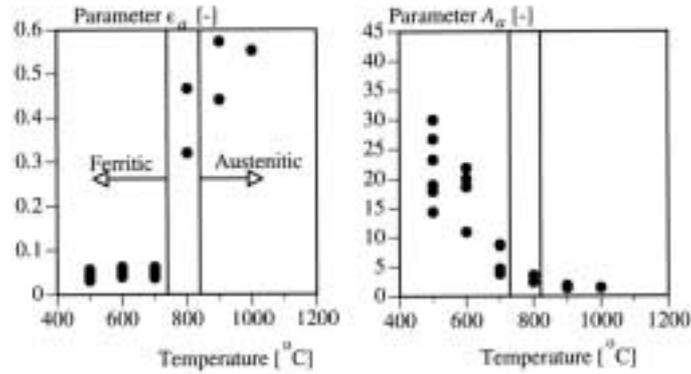 Parameter ϵₐ [-]
0.6
0.5
0.4
0.3
0.2
0.1
0
Ferritic
Austenitic
400 600 800 1000 1200
Temperature [°C]
Parameter Aₐ [-]
45
40
35
30
25
20
15
10
5
0
400 600 800 1000 1200
Temperature [°C]